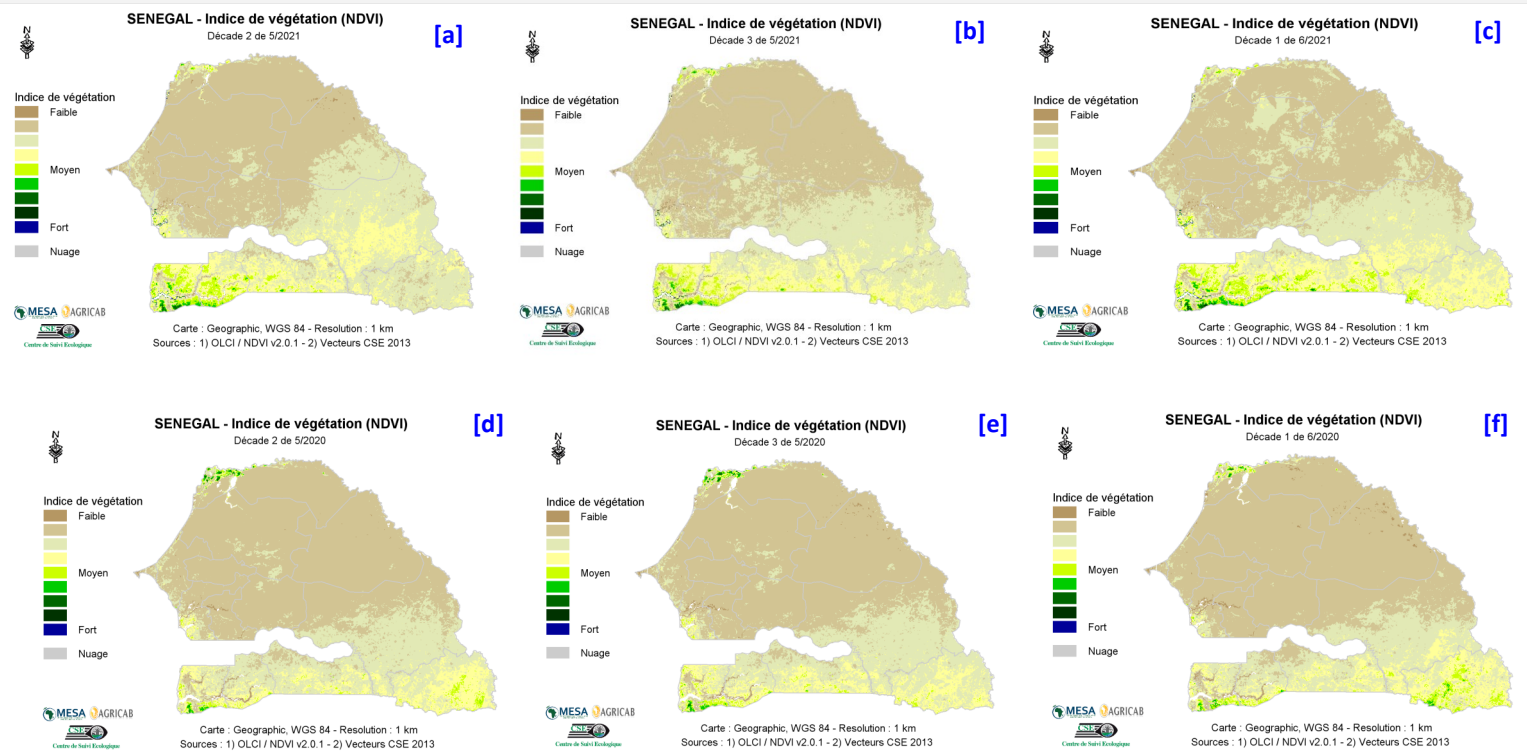 SENEGAL - Indice de végétation (NDVI)
Décade 2 de 5/2021
[a]
N
Indice de végétation
Faible
Moyen
Fort
Nuage
MESA AGRICAB
CSE
Centre de Suivi Ecologique
Carte : Geographic, WGS 84 - Resolution : 1 km
Sources : 1) OLCI / NDVI v2.0.1 - 2) Vecteurs CSE 2013
SENEGAL - Indice de végétation (NDVI)
Décade 3 de 5/2021
[b]
N
Indice de végétation
Faible
Moyen
Fort
Nuage
MESA AGRICAB
CSE
Centre de Suivi Ecologique
Carte : Geographic, WGS 84 - Resolution : 1 km
Sources : 1) OLCI / NDVI v2.0.1 - 2) Vecteurs CSE 2013
SENEGAL - Indice de végétation (NDVI)
Décade 1 de 6/2021
[c]
N
Indice de végétation
Faible
Moyen
Fort
Nuage
MESA AGRICAB
CSE
Centre de Suivi Ecologique
Carte : Geographic, WGS 84 - Resolution : 1 km
Sources : 1) OLCI / NDVI v2.0.1 - 2) Vecteurs CSE 2013
SENEGAL - Indice de végétation (NDVI)
Décade 2 de 5/2020
[d]
N
Indice de végétation
Faible
Moyen
Fort
Nuage
MESA AGRICAB
CSE
Centre de Suivi Ecologique
Carte : Geographic, WGS 84 - Resolution : 1 km
Sources : 1) OLCI / NDVI v2.0.1 - 2) Vecteurs CSE 2013
SENEGAL - Indice de végétation (NDVI)
Décade 3 de 5/2020
[e]
N
Indice de végétation
Faible
Moyen
Fort
Nuage
MESA AGRICAB
CSE
Centre de Suivi Ecologique
Carte : Geographic, WGS 84 - Resolution : 1 km
Sources : 1) OLCI / NDVI v2.0.1 - 2) Vecteurs CSE 2013
SENEGAL - Indice de végétation (NDVI)
Décade 1 de 6/2020
[f]
N
Indice de végétation
Faible
Moyen
Fort
Nuage
MESA AGRICAB
CSE
Centre de Suivi Ecologique
Carte : Geographic, WGS 84 - Resolution : 1 km
Sources : 1) OLCI / NDVI v2.0.1 - 2) Vecteurs CSE 2013